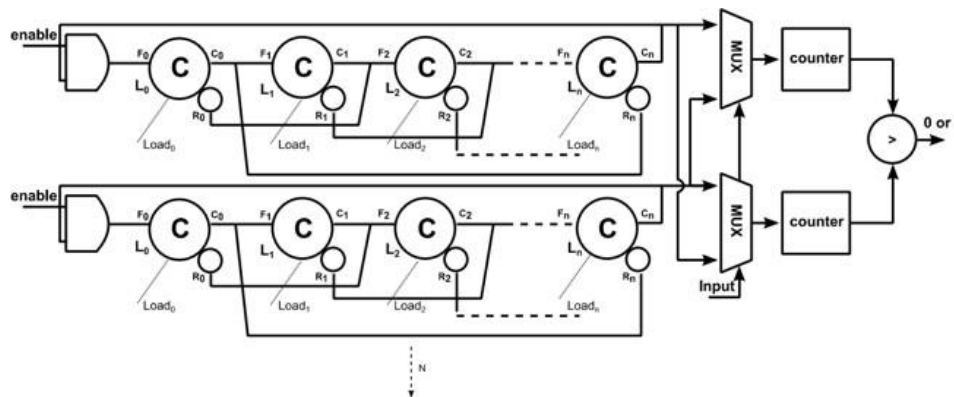 enable
F0 C0 F1 C1 F2 C2 Fn Cn
C C C C
L0 L1 L2 Ln
R0 R1 R2 Rn
Load0 Load1 Load2 Loadn
MUX
counter
> 0 or
enable
F0 C0 F1 C1 F2 C2 Fn Cn
C C C C
L0 L1 L2 Ln
R0 R1 R2 Rn
Load0 Load1 Load2 Loadn
MUX
counter
Input
N